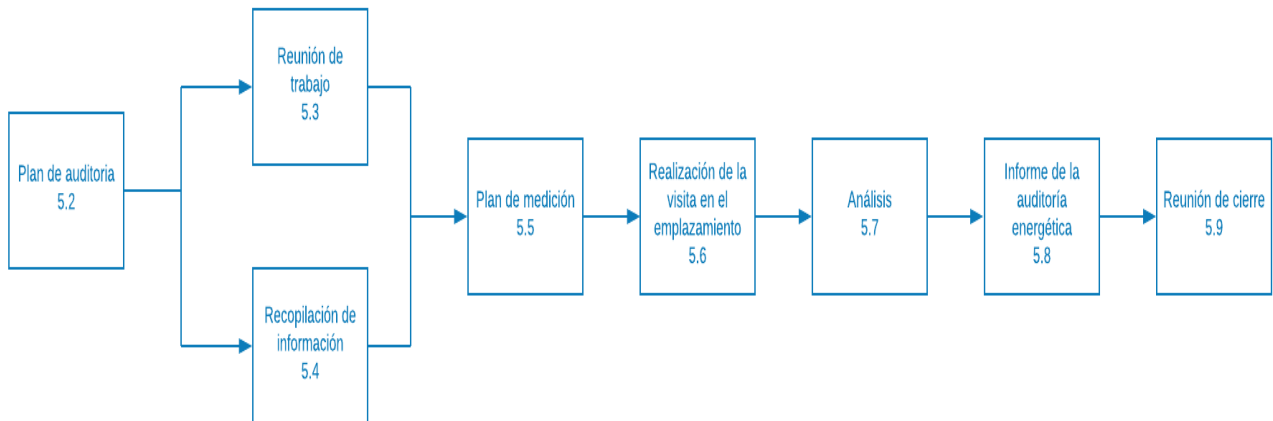 Plan de auditoria
5.2
Reunión de
trabajo
5.3
Recopilación de
información
5.4
Plan de medición
5.5
Realización de la
visita en el
emplazamiento
5.6
Análisis
5.7
Informe de la
auditoría
energética
5.8
Reunión de cierre
5.9